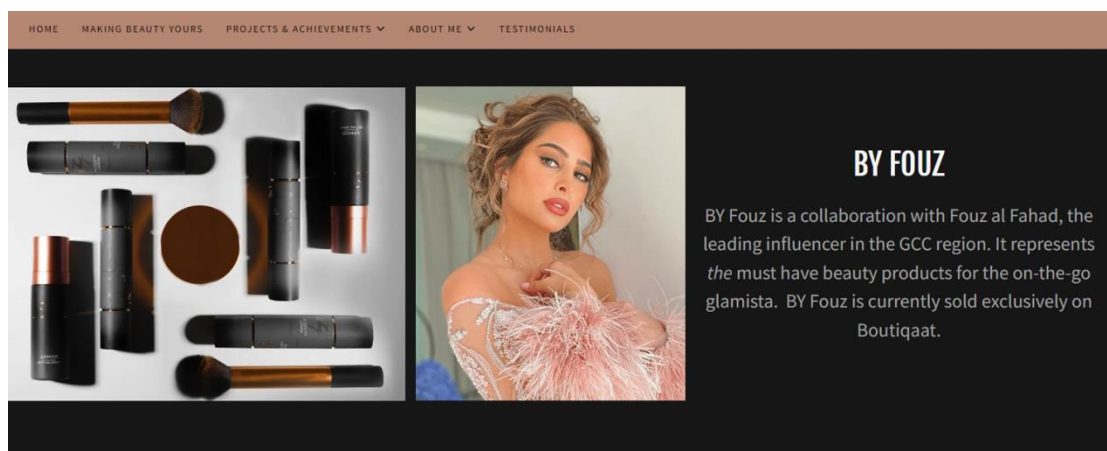 HOME MAKING BEAUTY YOURS PROJECTS & ACHIEVEMENTS ABOUT ME TESTIMONIALS
BY FOUZ
BY Fouz is a collaboration with Fouz al Fahad, the
leading influencer in the GCC region. It represents
the must have beauty products for the on-the-go
glamista. BY Fouz is currently sold exclusively on
Boutiqaat.